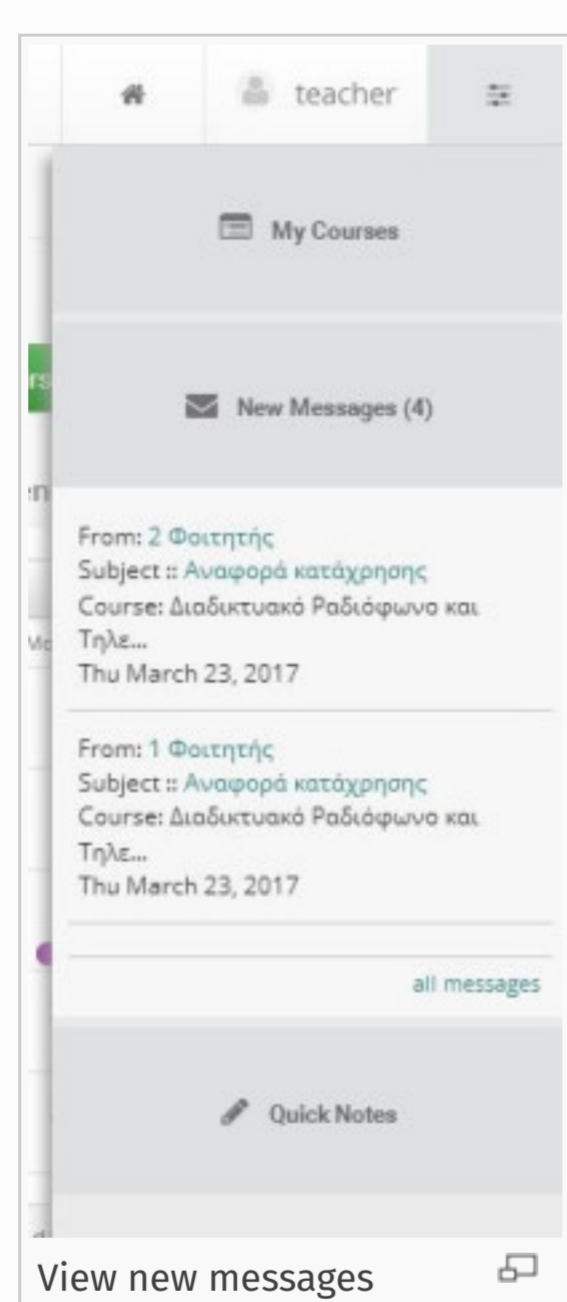 teacher
My Courses
New Messages (4)
From: 2 Φοιτητής
Subject :: Αναφορά κατάχρησης
Course: Διαδικτυακό Ραδιόφωνο και
Τηλε...
Thu March 23, 2017
From: 1 Φοιτητής
Subject :: Αναφορά κατάχρησης
Course: Διαδικτυακό Ραδιόφωνο και
Τηλε...
Thu March 23, 2017
all messages
Quick Notes
View new messages